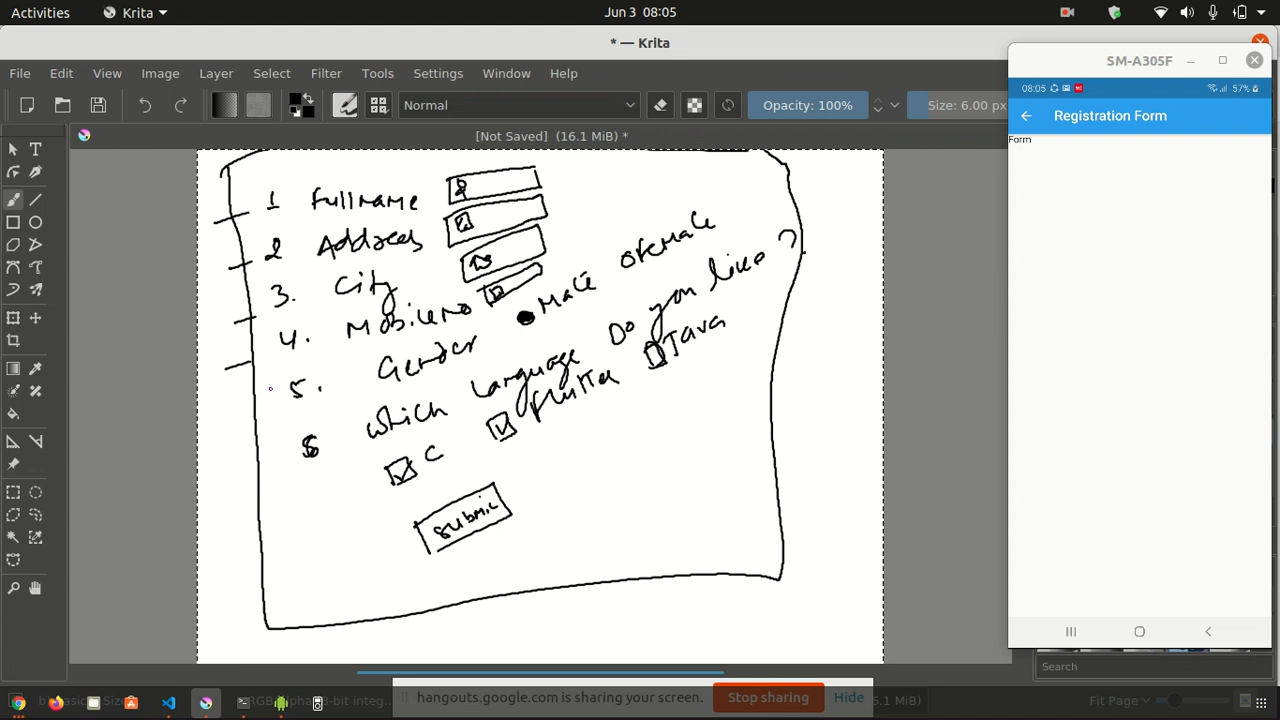 Activities Krita Jun 3 08:05
* — Krita
File Edit View Image Layer Select Filter Tools Settings Window Help
Normal Opacity: 100% Size: 6.00 px
[Not Saved] (16.1 MiB) *
1 Fullname
2 Address
3. City
4. Mobileno
5. Gender Male Female
6 which language Do you like ?
C Flutter Java
Submit
SM-A305F
08:05 57%
Registration Form
Form
Search
hangouts.google.com is sharing your screen. Stop sharing Hide
Fit Page